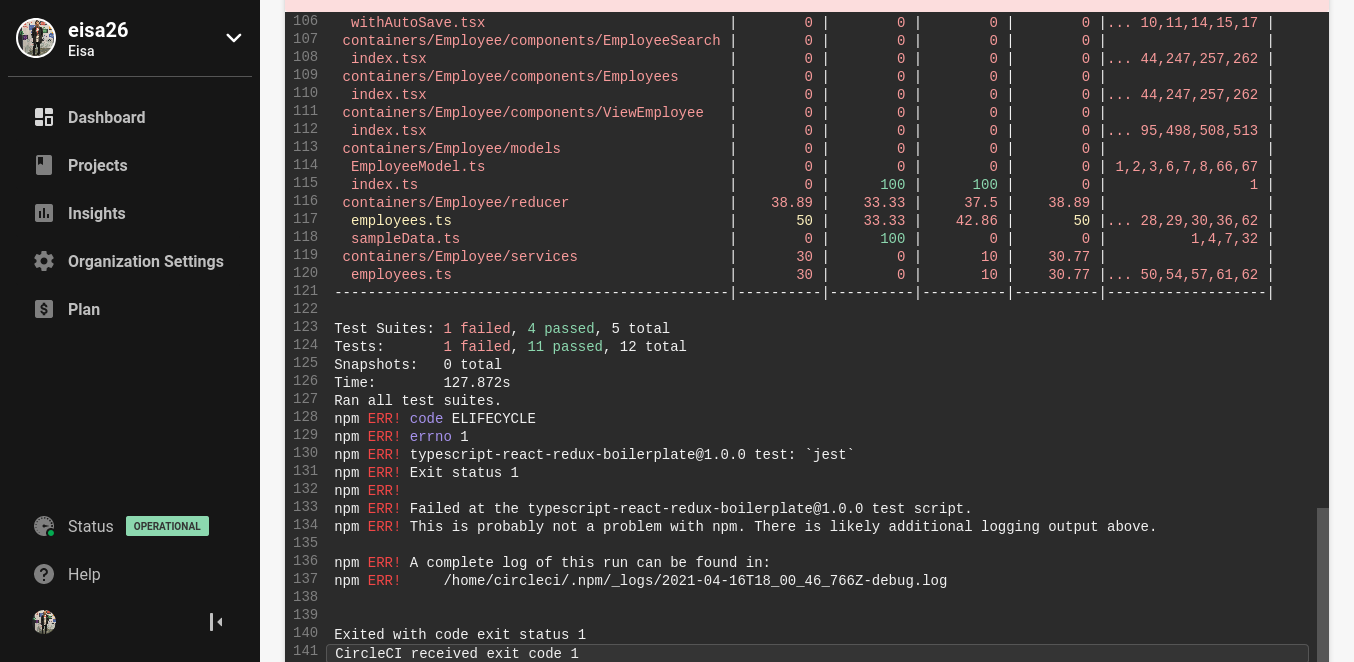 eisa26
Eisa
Dashboard
Projects
Insights
Organization Settings
Plan
Status OPERATIONAL
Help
106 withAutoSave.tsx | 0 | 0 | 0 | 0 |... 10,11,14,15,17 |
107 containers/Employee/components/EmployeeSearch | 0 | 0 | 0 | 0 | |
108 index.tsx | 0 | 0 | 0 | 0 |... 44,247,257,262 |
109 containers/Employee/components/Employees | 0 | 0 | 0 | 0 | |
110 index.tsx | 0 | 0 | 0 | 0 |... 44,247,257,262 |
111 containers/Employee/components/ViewEmployee | 0 | 0 | 0 | 0 | |
112 index.tsx | 0 | 0 | 0 | 0 |... 95,498,508,513 |
113 containers/Employee/models | 0 | 0 | 0 | 0 | |
114 EmployeeModel.ts | 0 | 0 | 0 | 0 | 1,2,3,6,7,8,66,67 |
115 index.ts | 0 | 100 | 100 | 0 | 1 |
116 containers/Employee/reducer | 38.89 | 33.33 | 37.5 | 38.89 | |
117 employees.ts | 50 | 33.33 | 42.86 | 50 |... 28,29,30,36,62 |
118 sampleData.ts | 0 | 100 | 0 | 0 | 1,4,7,32 |
119 containers/Employee/services | 30 | 0 | 10 | 30.77 | |
120 employees.ts | 30 | 0 | 10 | 30.77 |... 50,54,57,61,62 |
121 -----------------------------------------------|----------|----------|----------|----------|-------------------|
122
123 Test Suites: 1 failed, 4 passed, 5 total
124 Tests: 1 failed, 11 passed, 12 total
125 Snapshots: 0 total
126 Time: 127.872s
127 Ran all test suites.
128 npm ERR! code ELIFECYCLE
129 npm ERR! errno 1
130 npm ERR! typescript-react-redux-boilerplate@1.0.0 test: `jest`
131 npm ERR! Exit status 1
132 npm ERR!
133 npm ERR! Failed at the typescript-react-redux-boilerplate@1.0.0 test script.
134 npm ERR! This is probably not a problem with npm. There is likely additional logging output above.
135
136 npm ERR! A complete log of this run can be found in:
137 npm ERR! /home/circleci/.npm/_logs/2021-04-16T18_00_46_766Z-debug.log
138
139
140 Exited with code exit status 1
141 CircleCI received exit code 1